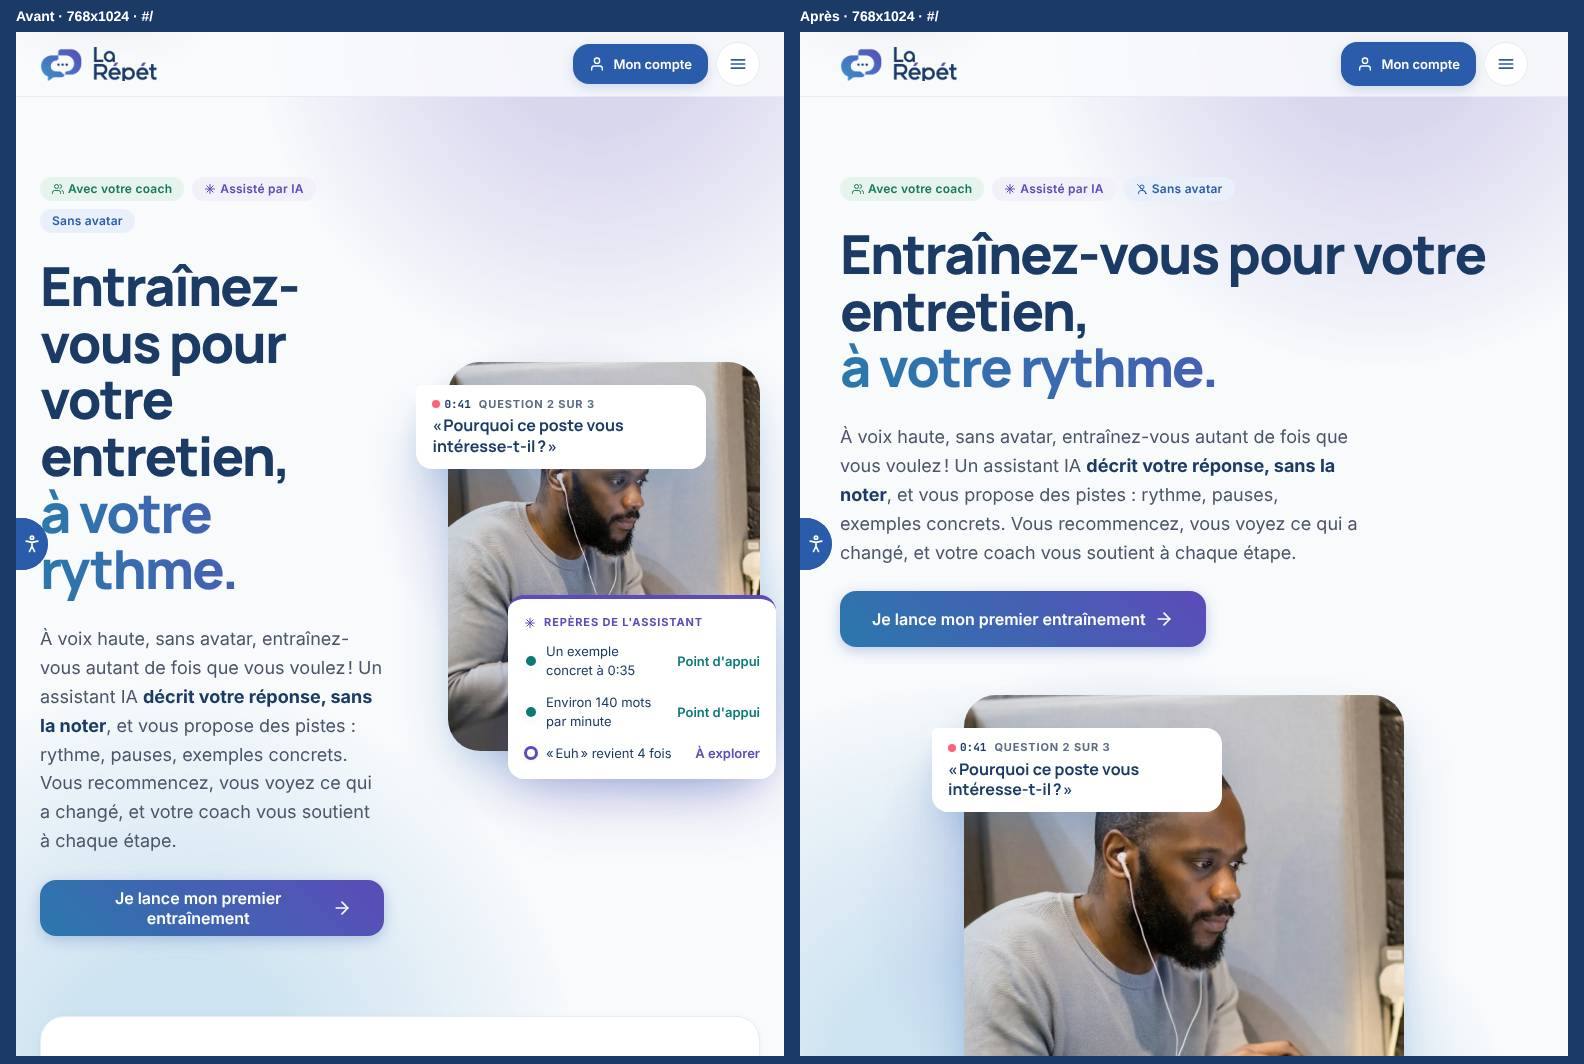 Avant · 768x1024 · #/
La
Répét
Mon compte
Avec votre coach
Assisté par IA
Sans avatar
Entraînez-
vous pour
votre
entretien,
à votre
rythme.
À voix haute, sans avatar, entraînez-
vous autant de fois que vous voulez ! Un
assistant IA décrit votre réponse, sans
la noter, et vous propose des pistes :
rythme, pauses, exemples concrets.
Vous recommencez, vous voyez ce qui
a changé, et votre coach vous soutient
à chaque étape.
Je lance mon premier
entraînement
0:41 QUESTION 2 SUR 3
« Pourquoi ce poste vous
intéresse-t-il ? »
REPÈRES DE L'ASSISTANT
Un exemple
concret à 0:35
Point d'appui
Environ 140 mots
par minute
Point d'appui
« Euh » revient 4 fois
À explorer
Après · 768x1024 · #/
La
Répét
Mon compte
Avec votre coach
Assisté par IA
Sans avatar
Entraînez-vous pour votre
entretien,
à votre rythme.
À voix haute, sans avatar, entraînez-vous autant de fois que
vous voulez ! Un assistant IA décrit votre réponse, sans la
noter, et vous propose des pistes : rythme, pauses,
exemples concrets. Vous recommencez, vous voyez ce qui a
changé, et votre coach vous soutient à chaque étape.
Je lance mon premier entraînement
0:41 QUESTION 2 SUR 3
« Pourquoi ce poste vous
intéresse-t-il ? »